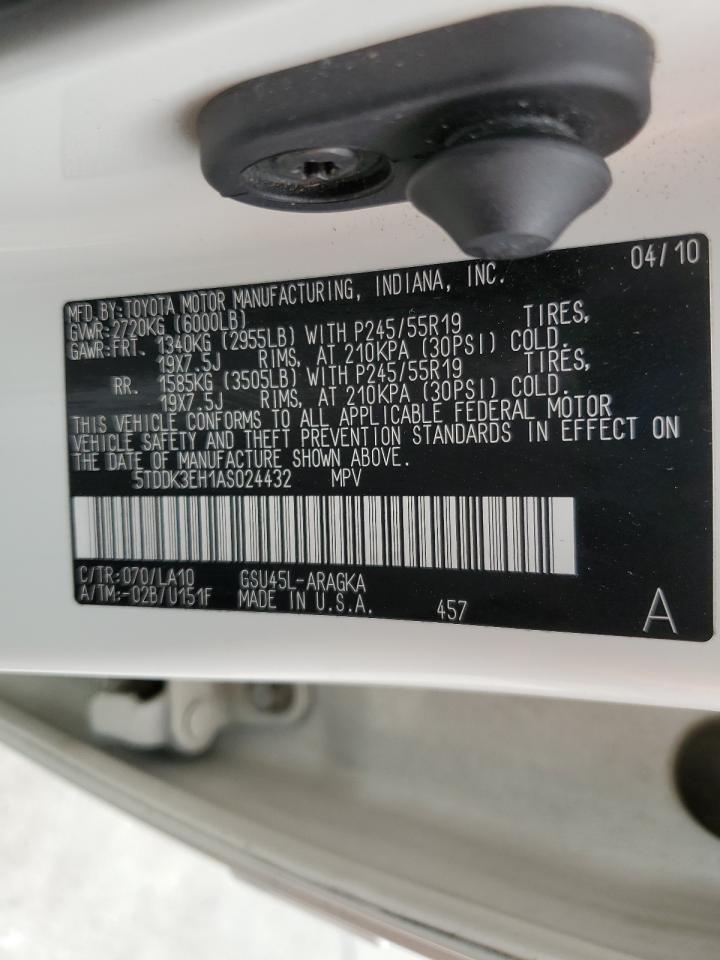 04/10
MFD.BY:TOYOTA MOTOR MANUFACTURING, INDIANA, INC.
GVWR:2720KG (6000LB)
GAWR:FRT. 1340KG (2955LB) WITH P245/55R19 TIRES,
19X7.5J RIMS, AT 210KPA (30PSI) COLD.
RR. 1585KG (3505LB) WITH P245/55R19 TIRES,
19X7.5J RIMS, AT 210KPA (30PSI) COLD.
THIS VEHICLE CONFORMS TO ALL APPLICABLE FEDERAL MOTOR
VEHICLE SAFETY AND THEFT PREVENTION STANDARDS IN EFFECT ON
THE DATE OF MANUFACTURE SHOWN ABOVE.
5TDDK3EH1AS024432 MPV
C/TR:070/LA10 GSU45L-ARAGKA
A/TM:-02B/U151F MADE IN U.S.A. 457 A